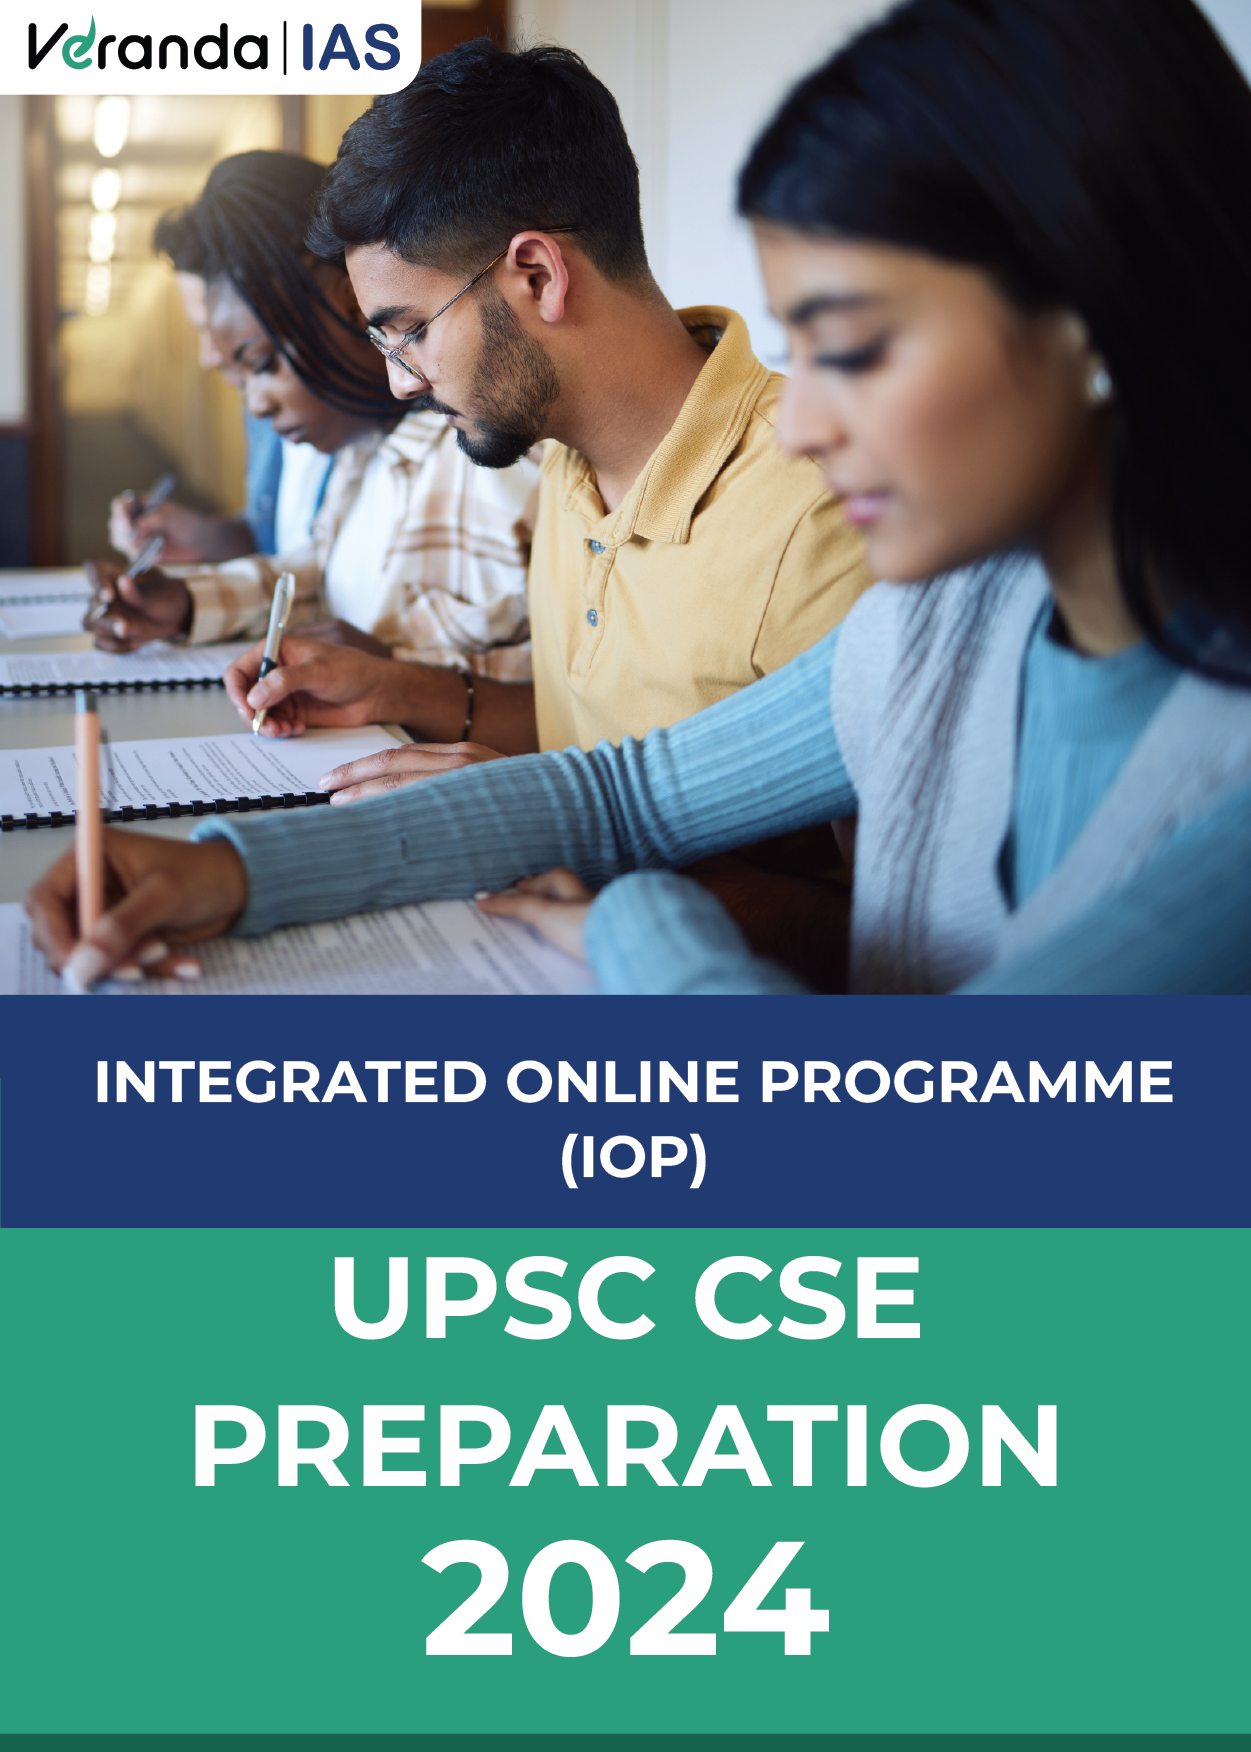 Veranda | IAS
INTEGRATED ONLINE PROGRAMME
(IOP)
UPSC CSE
PREPARATION
2024